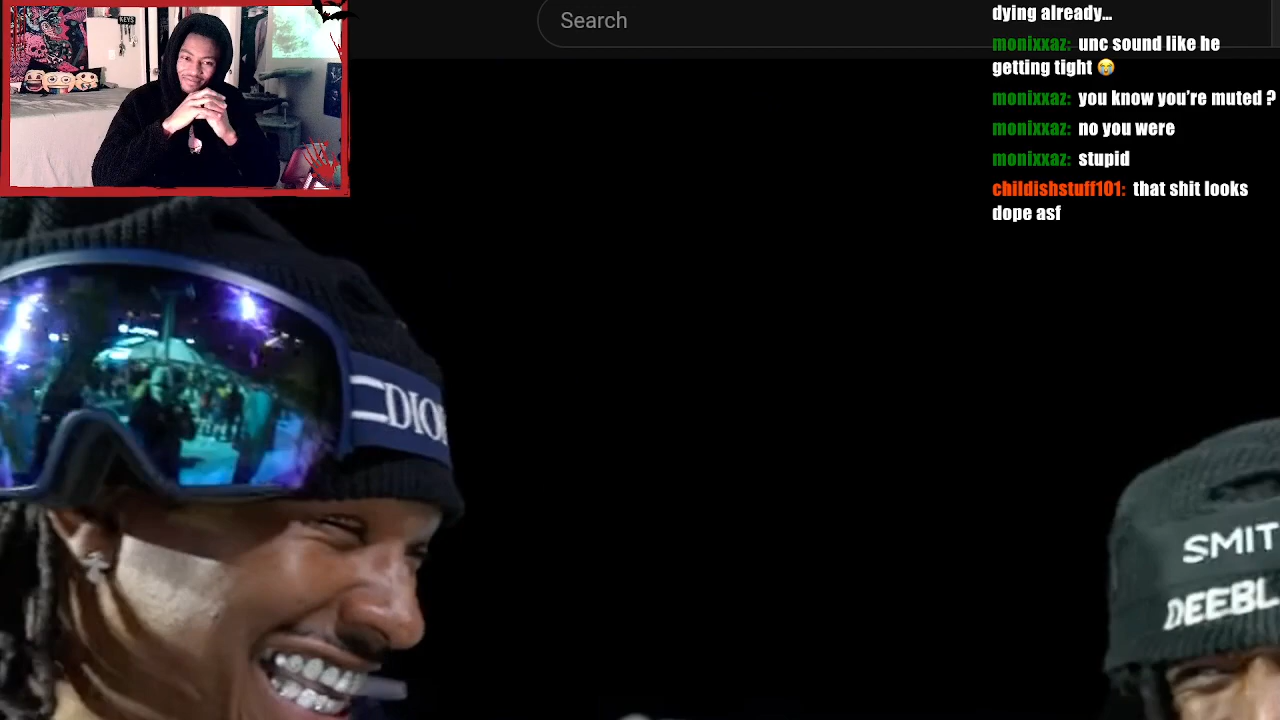 KEYS
Search
dying already...
monixxaz: unc sound like he
getting tight 😭
monixxaz: you know you're muted ?
monixxaz: no you were
monixxaz: stupid
childishstuff101: that shit looks
dope asf
DIOR
SMIT
DEEBL